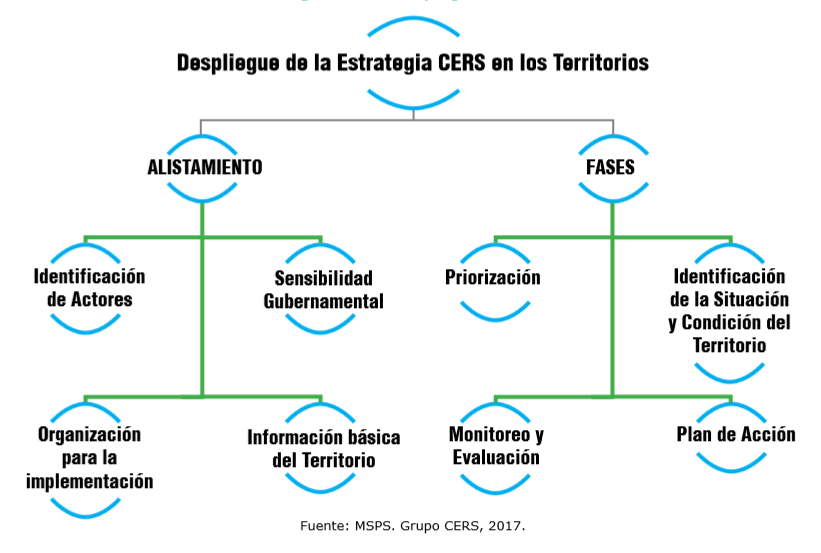 Despliegue de la Estrategia CERS en los Territorios
ALISTAMIENTO
FASES
Identificación
de Actores
Sensibilidad
Gubernamental
Priorización
Identificación
de la Situación
y Condición del
Territorio
Organización
para la
implementación
Información básica
del Territorio
Monitoreo y
Evaluación
Plan de Acción
Fuente: MSPS. Grupo CERS, 2017.